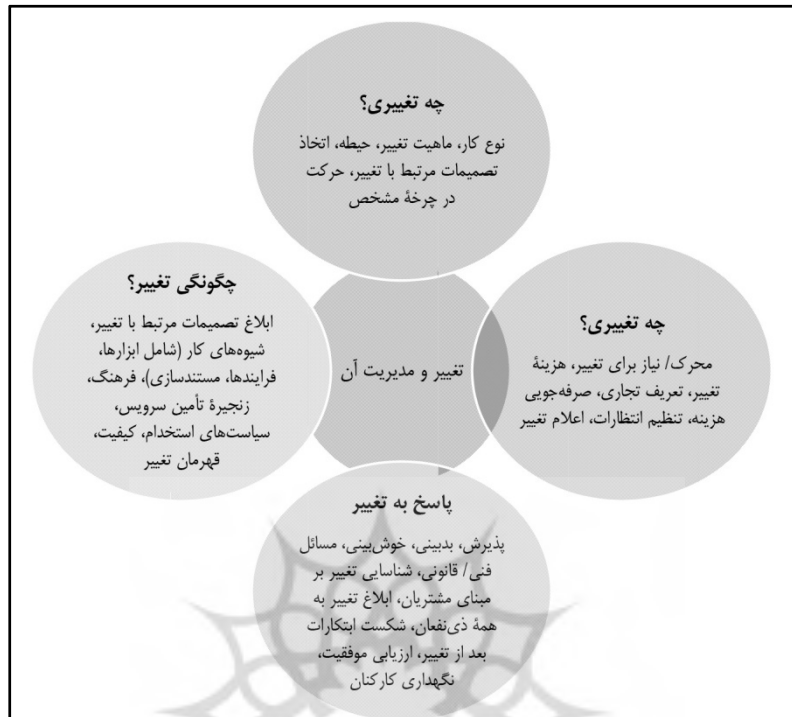 چه تغییری؟
نوع کار، ماهیت تغییر، حیطه، اتخاذ
تصمیمات مرتبط با تغییر، حرکت
در چرخهٔ مشخص
چه تغییری؟
محرک/ نیاز برای تغییر، هزینهٔ
تغییر، تعریف تجاری، صرفه‌جویی
هزینه، تنظیم انتظارات، اعلام تغییر
تغییر و مدیریت آن
چگونگی تغییر؟
ابلاغ تصمیمات مرتبط با تغییر،
شیوه‌های کار (شامل ابزارها،
فرایندها، مستندسازی)، فرهنگ،
زنجیرهٔ تأمین سرویس،
سیاست‌های استخدام، کیفیت،
قهرمان تغییر
پاسخ به تغییر
پذیرش، بدبینی، خوش‌بینی، مسائل
فنی/ قانونی، شناسایی تغییر بر
مبنای مشتریان، ابلاغ تغییر به
همهٔ ذی‌نفعان، شکست ابتکارات
بعد از تغییر، ارزیابی موفقیت،
نگهداری کارکنان